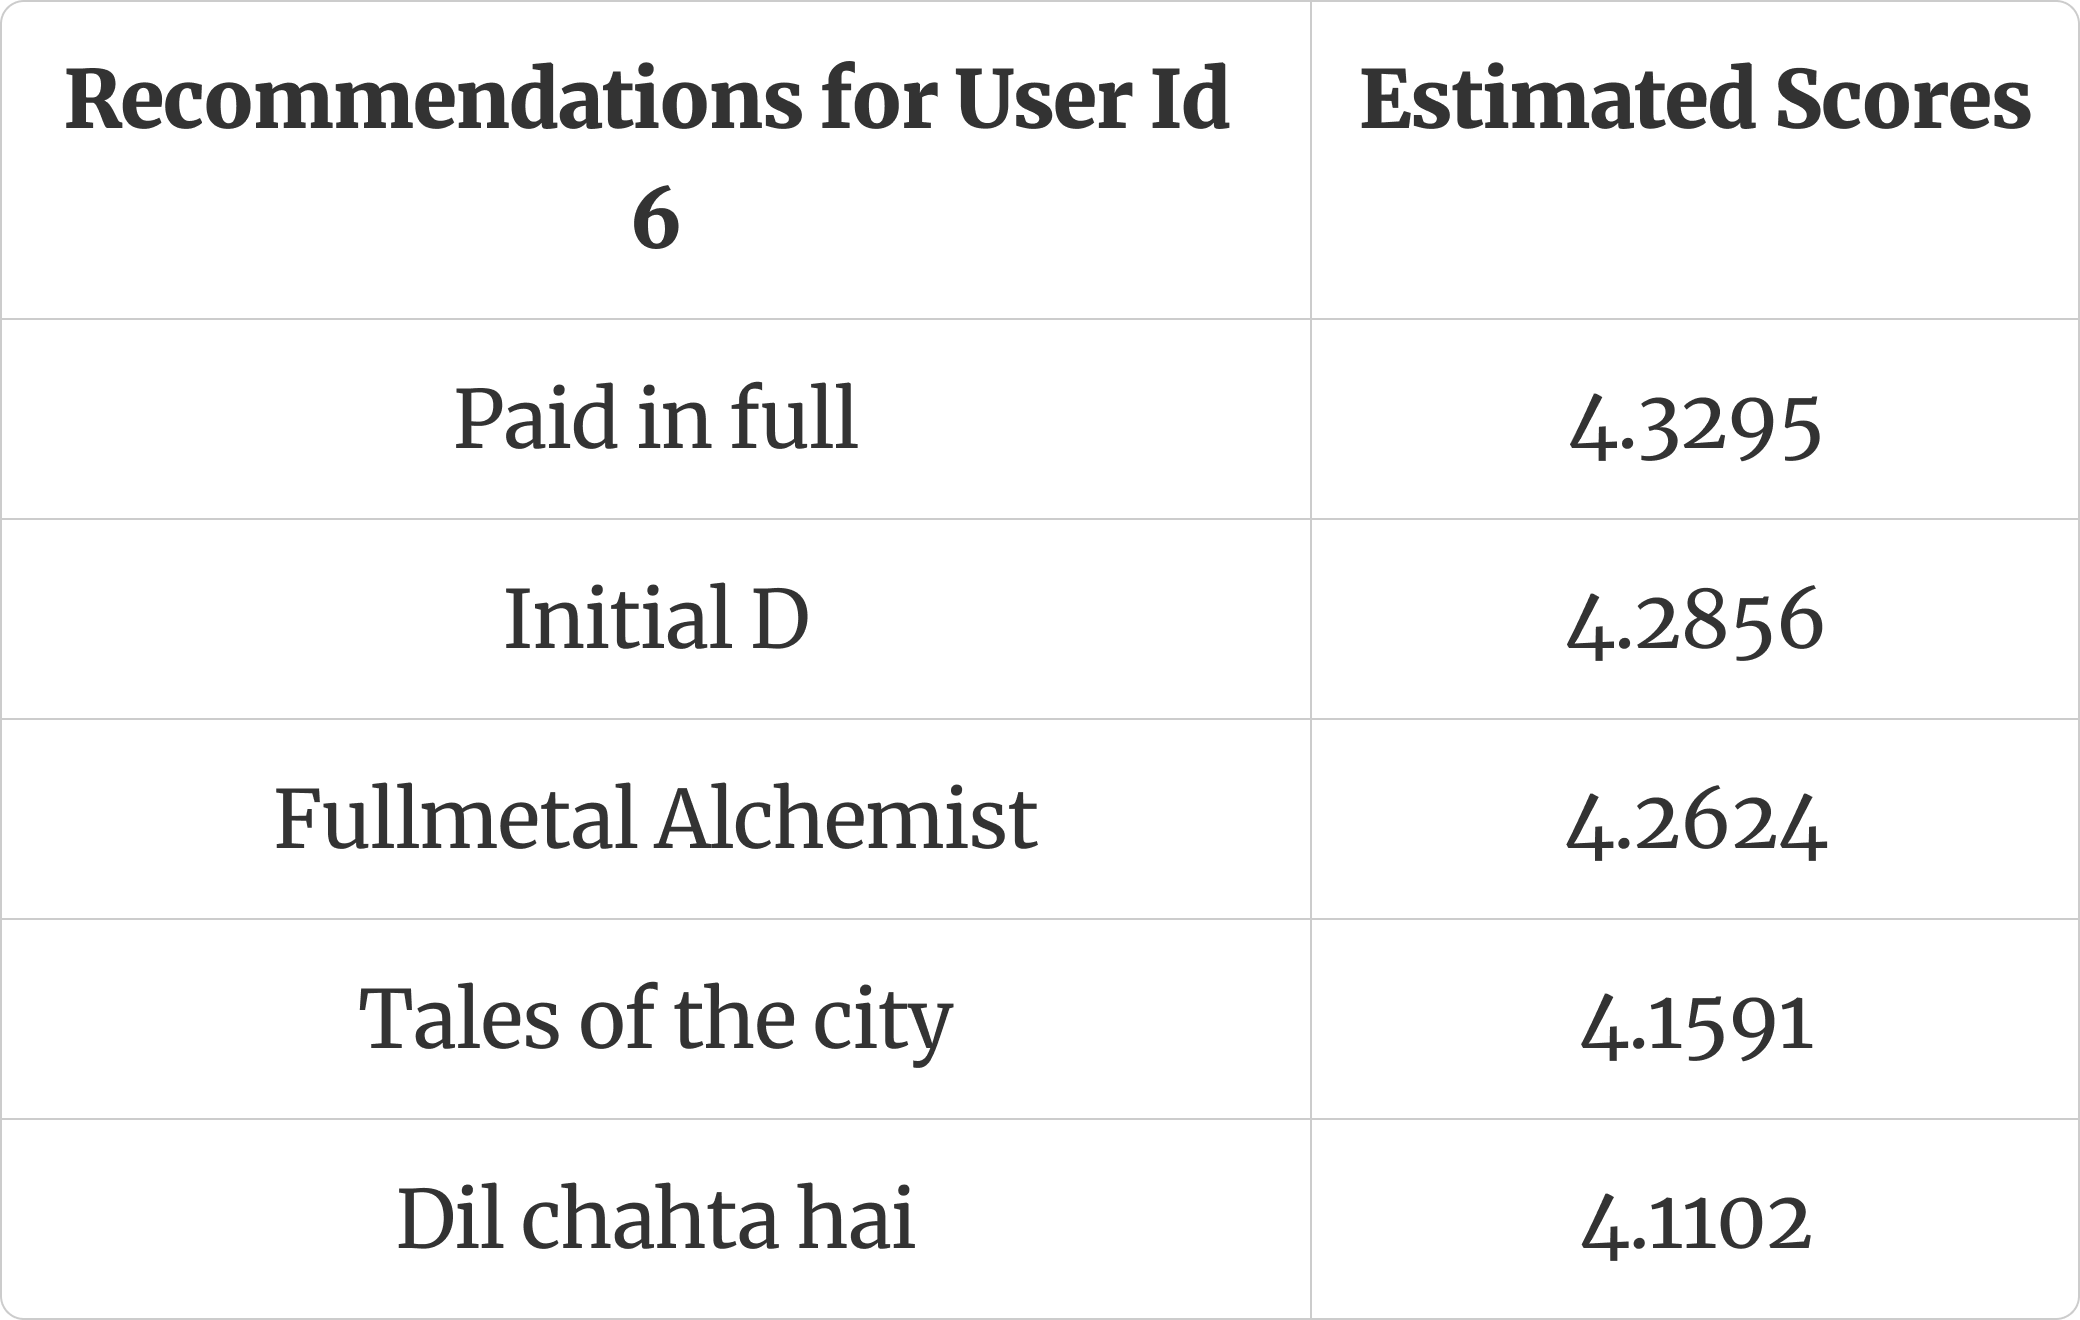 Recommendations for User Id
6
Estimated Scores
Paid in full
4.3295
Initial D
4.2856
Fullmetal Alchemist
4.2624
Tales of the city
4.1591
Dil chahta hai
4.1102